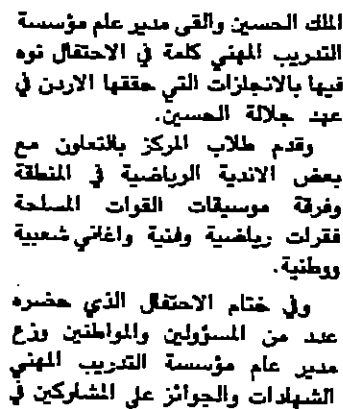 الملك الحسين والقى مدير عام مؤسسة
التدريب المهني كلمة في الاحتفال نوه
فيها بالانجازات التي حققها الاردن في
عهد جلالة الحسين.
وقدم طلاب المركز بالتعاون مع
بعض الاندية الرياضية في المنطقة
وفرقة موسيقات القوات المسلحة
فقرات رياضية وفنية واغاني شعبية
ووطنية.
وفي ختام الاحتفال الذي حضره
عدد من المسؤولين والمواطنين وزع
مدير عام مؤسسة التدريب المهني
الشهادات والجوائز على المشاركين في